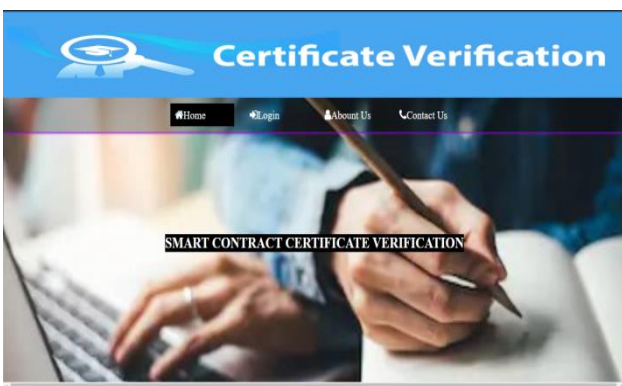 Certificate Verification
Home Login Abount Us Contact Us
SMART CONTRACT CERTIFICATE VERIFICATION